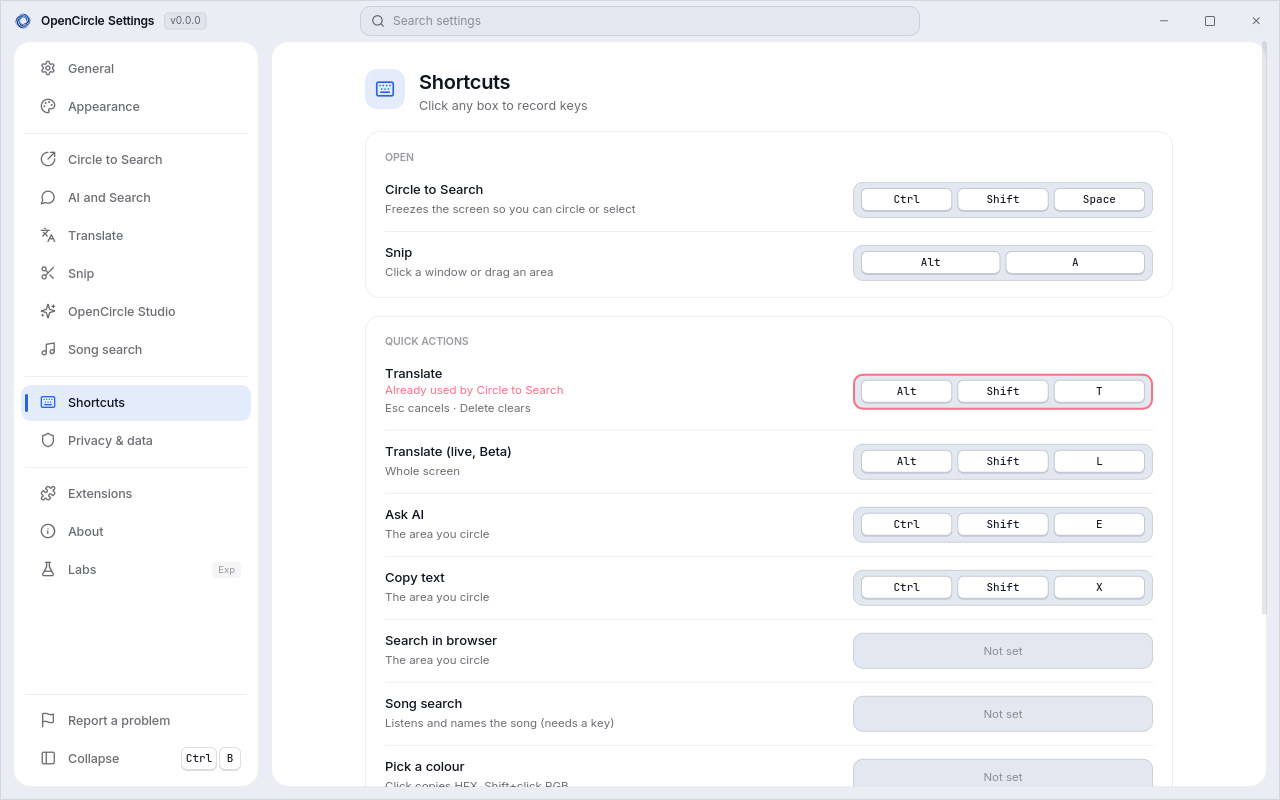 OpenCircle Settings v0.0.0
Search settings
General
Appearance
Circle to Search
AI and Search
Translate
Snip
OpenCircle Studio
Song search
Shortcuts
Privacy & data
Extensions
About
Labs Exp
Report a problem
Collapse Ctrl B
Shortcuts
Click any box to record keys
OPEN
Circle to Search
Freezes the screen so you can circle or select
Ctrl Shift Space
Snip
Click a window or drag an area
Alt A
QUICK ACTIONS
Translate
Already used by Circle to Search
Esc cancels · Delete clears
Alt Shift T
Translate (live, Beta)
Whole screen
Alt Shift L
Ask AI
The area you circle
Ctrl Shift E
Copy text
The area you circle
Ctrl Shift X
Search in browser
The area you circle
Not set
Song search
Listens and names the song (needs a key)
Not set
Pick a colour
Click copies HEX, Shift+click RGB
Not set